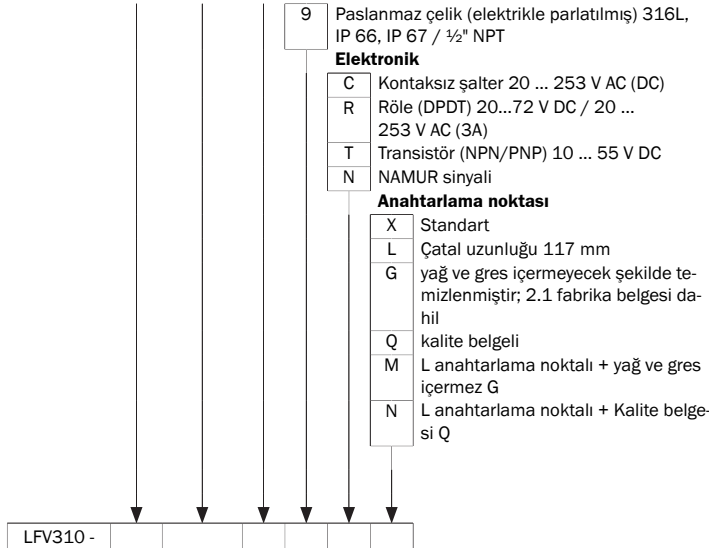 9 Paslanmaz çelik (elektrikle parlatılmış) 316L,
IP 66, IP 67 / ½" NPT
Elektronik
C Kontaksız şalter 20 ... 253 V AC (DC)
R Röle (DPDT) 20...72 V DC / 20 ...
253 V AC (3A)
T Transistör (NPN/PNP) 10 ... 55 V DC
N NAMUR sinyali
Anahtarlama noktası
X Standart
L Çatal uzunluğu 117 mm
G yağ ve gres içermeyecek şekilde te-
mizlenmiştir; 2.1 fabrika belgesi da-
hil
Q kalite belgeli
M L anahtarlama noktalı + yağ ve gres
içermez G
N L anahtarlama noktalı + Kalite belge-
si Q
LFV310 -